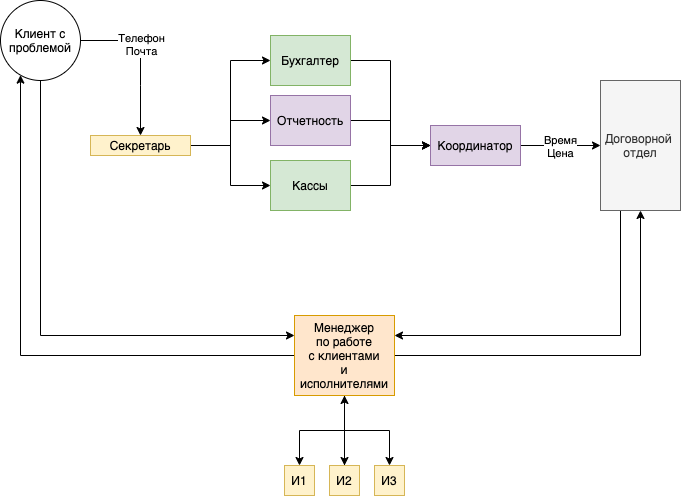 Клиент с
проблемой
Телефон
Почта
Секретарь
Бухгалтер
Отчетность
Кассы
Координатор
Время
Цена
Договорной
отдел
Менеджер
по работе
с клиентами
и
исполнителями
И1
И2
И3